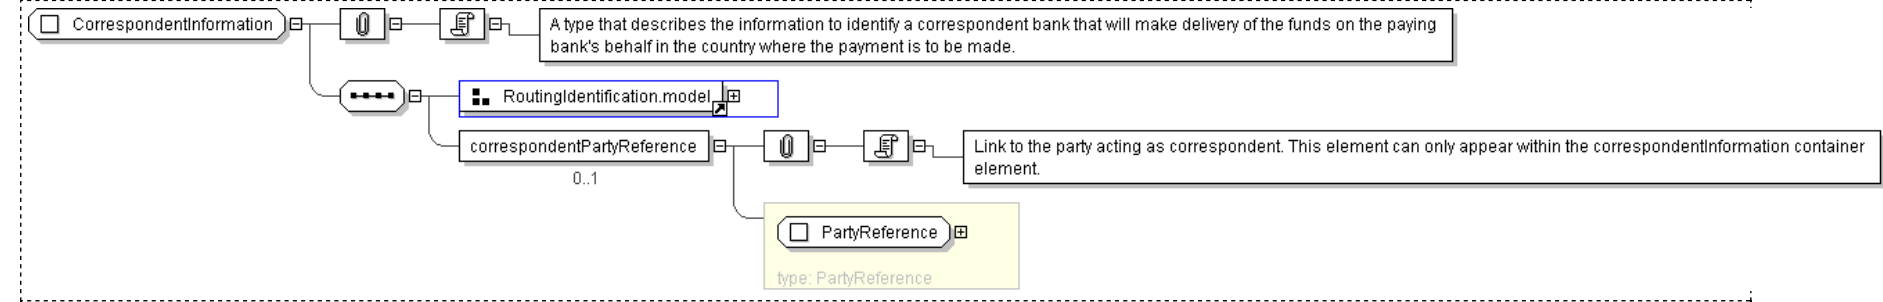 CorrespondentInformation
A type that describes the information to identify a correspondent bank that will make delivery of the funds on the paying
bank's behalf in the country where the payment is to be made.
RoutingIdentification.model
correspondentPartyReference
0..1
Link to the party acting as correspondent. This element can only appear within the correspondentInformation container
element.
PartyReference
type: PartyReference